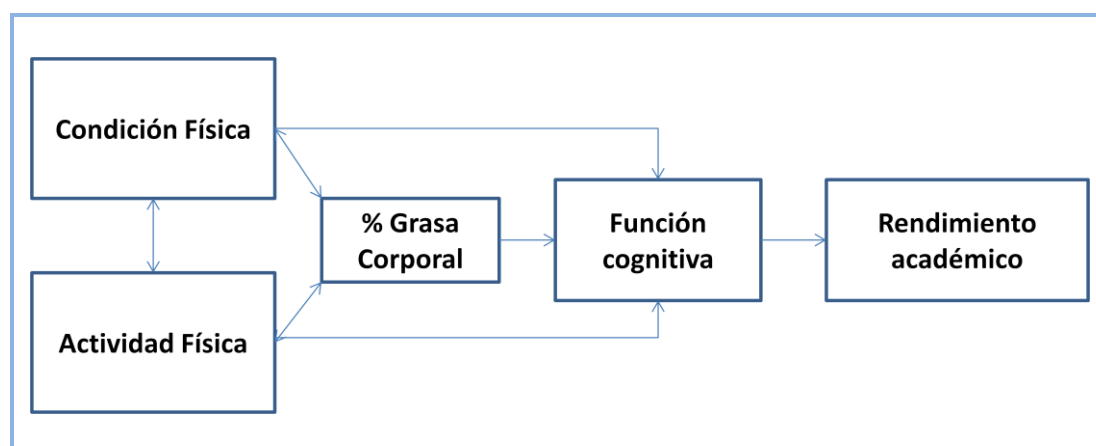 Condición Física
% Grasa
Corporal
Función
cognitiva
Rendimiento
académico
Actividad Física